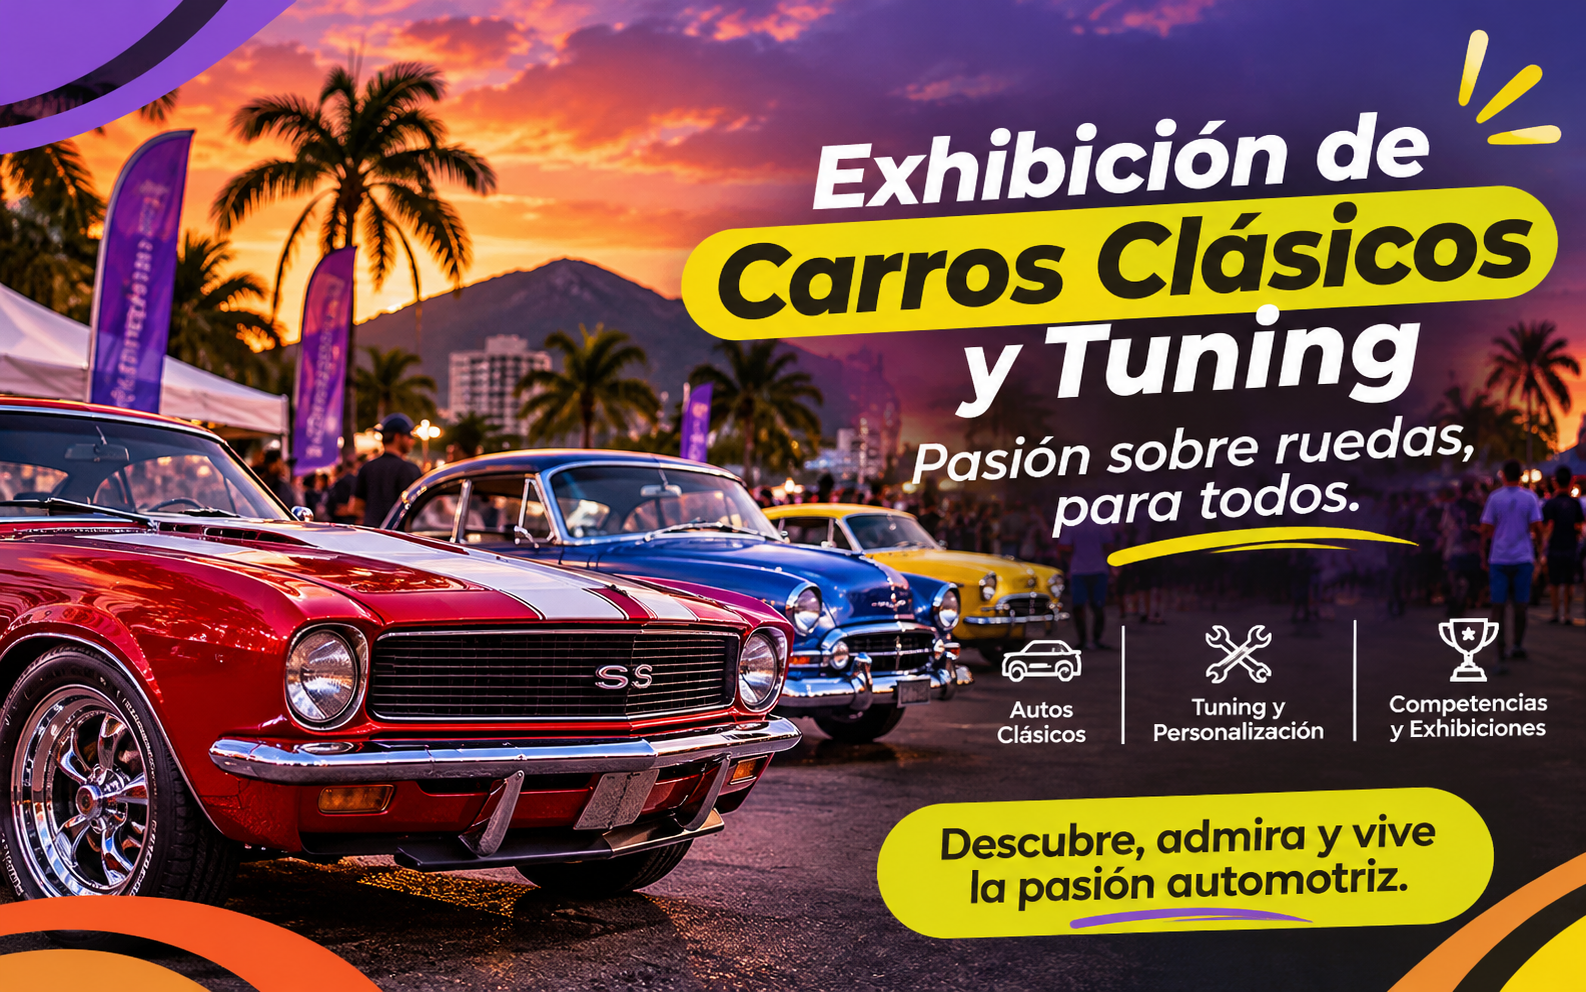 Exhibición de
Carros Clásicos
y Tuning
Pasión sobre ruedas,
para todos.
SS
Autos
Clásicos
Tuning y
Personalización
Competencias
y Exhibiciones
Descubre, admira y vive
la pasión automotriz.